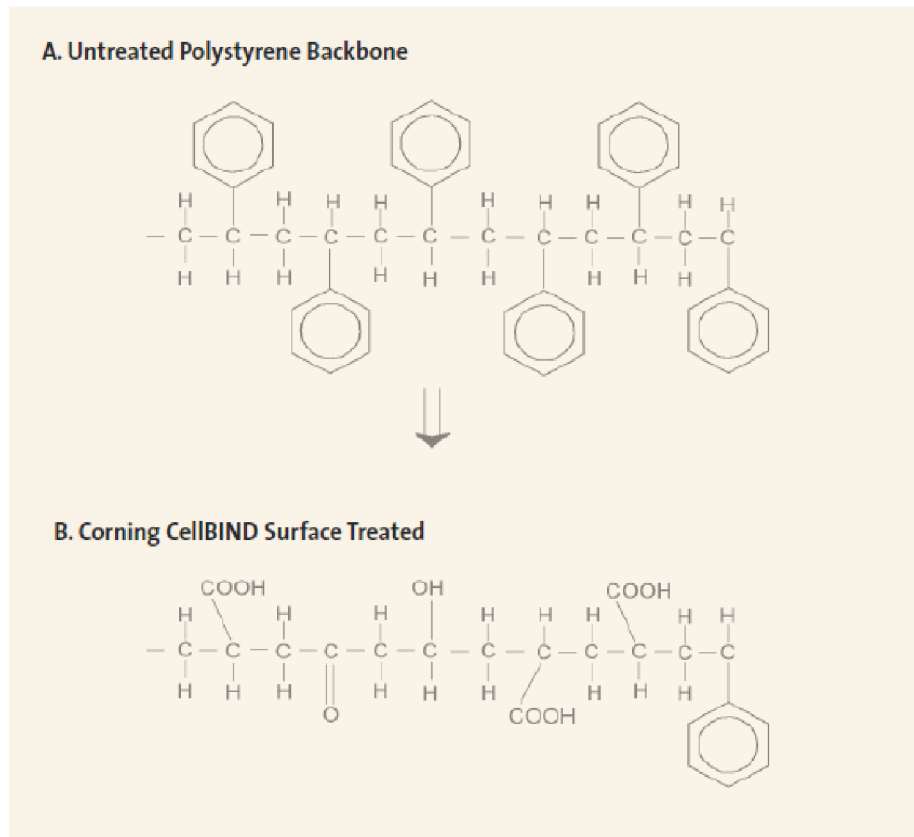 A. Untreated Polystyrene Backbone
H H H H H H H H H
— C — C — C — C — C — C — C — C — C — C — C — C
H H H H H H H H H
B. Corning CellBIND Surface Treated
COOH OH COOH
H H H H H H H H
— C — C — C — C — C — C — C — C — C — C — C — C
H H H H H H H H H
O COOH